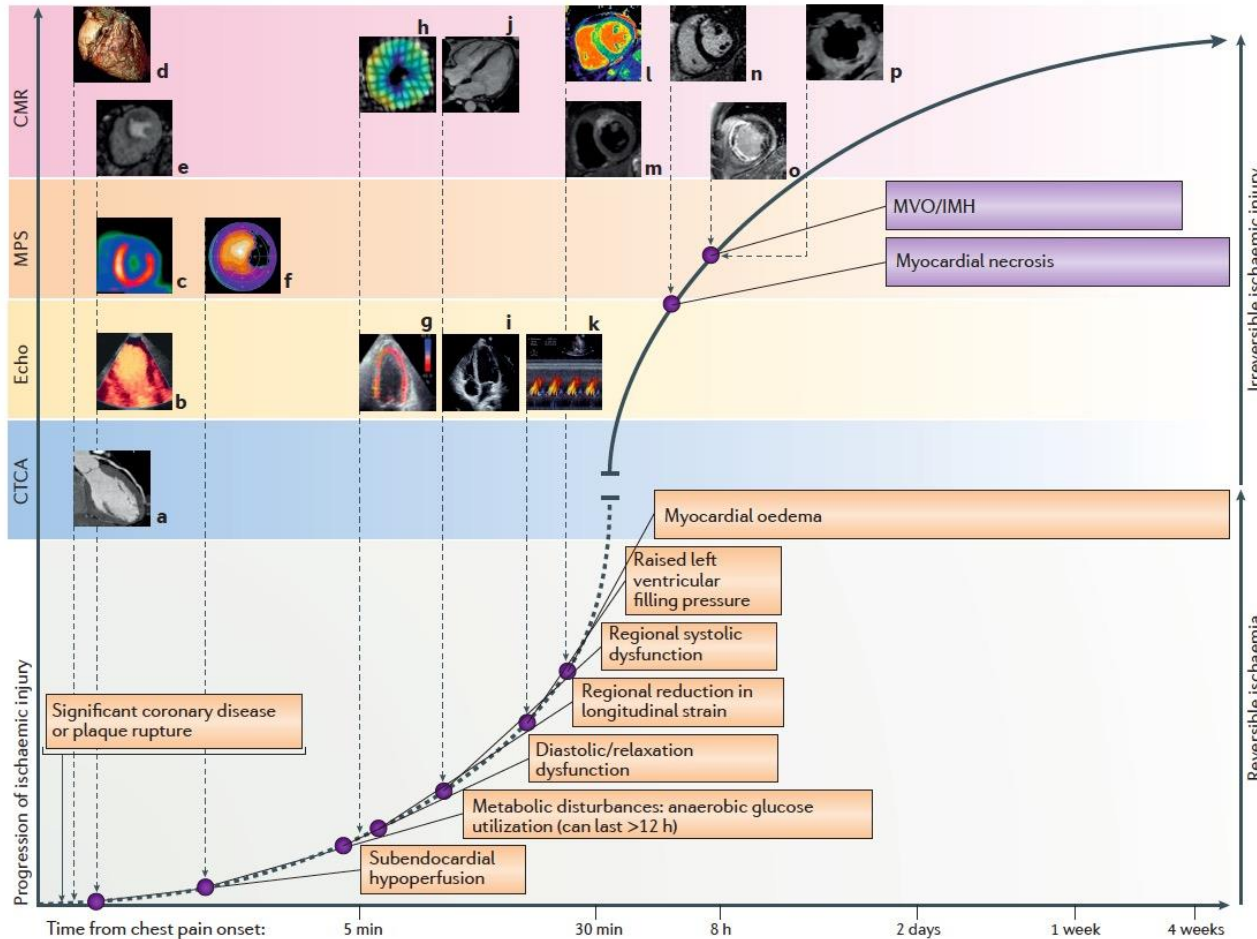 CMR
MPS
Echo
CTCA
Progression of ischaemic injury
d
e
h
j
l
m
n
o
p
c
f
b
g
i
k
a
MVO/IMH
Myocardial necrosis
Myocardial oedema
Raised left
ventricular
filling pressure
Regional systolic
dysfunction
Regional reduction in
longitudinal strain
Diastolic/relaxation
dysfunction
Metabolic disturbances: anaerobic glucose
utilization (can last >12 h)
Subendocardial
hypoperfusion
Significant coronary disease
or plaque rupture
Irreversible ischaemic injury
Reversible ischaemia
Time from chest pain onset:
5 min
30 min
8 h
2 days
1 week
4 weeks